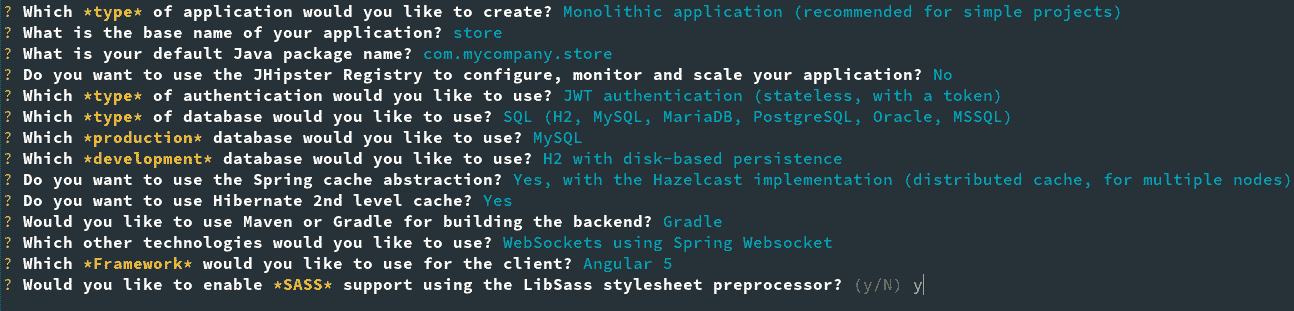 ? Which *type* of application would you like to create? Monolithic application (recommended for simple projects)
? What is the base name of your application? store
? What is your default Java package name? com.mycompany.store
? Do you want to use the JHipster Registry to configure, monitor and scale your application? No
? Which *type* of authentication would you like to use? JWT authentication (stateless, with a token)
? Which *type* of database would you like to use? SQL (H2, MySQL, MariaDB, PostgreSQL, Oracle, MSSQL)
? Which *production* database would you like to use? MySQL
? Which *development* database would you like to use? H2 with disk-based persistence
? Do you want to use the Spring cache abstraction? Yes, with the Hazelcast implementation (distributed cache, for multiple nodes)
? Do you want to use Hibernate 2nd level cache? Yes
? Would you like to use Maven or Gradle for building the backend? Gradle
? Which other technologies would you like to use? WebSockets using Spring Websocket
? Which *Framework* would you like to use for the client? Angular 5
? Would you like to enable *SASS* support using the LibSass stylesheet preprocessor? (y/N) y